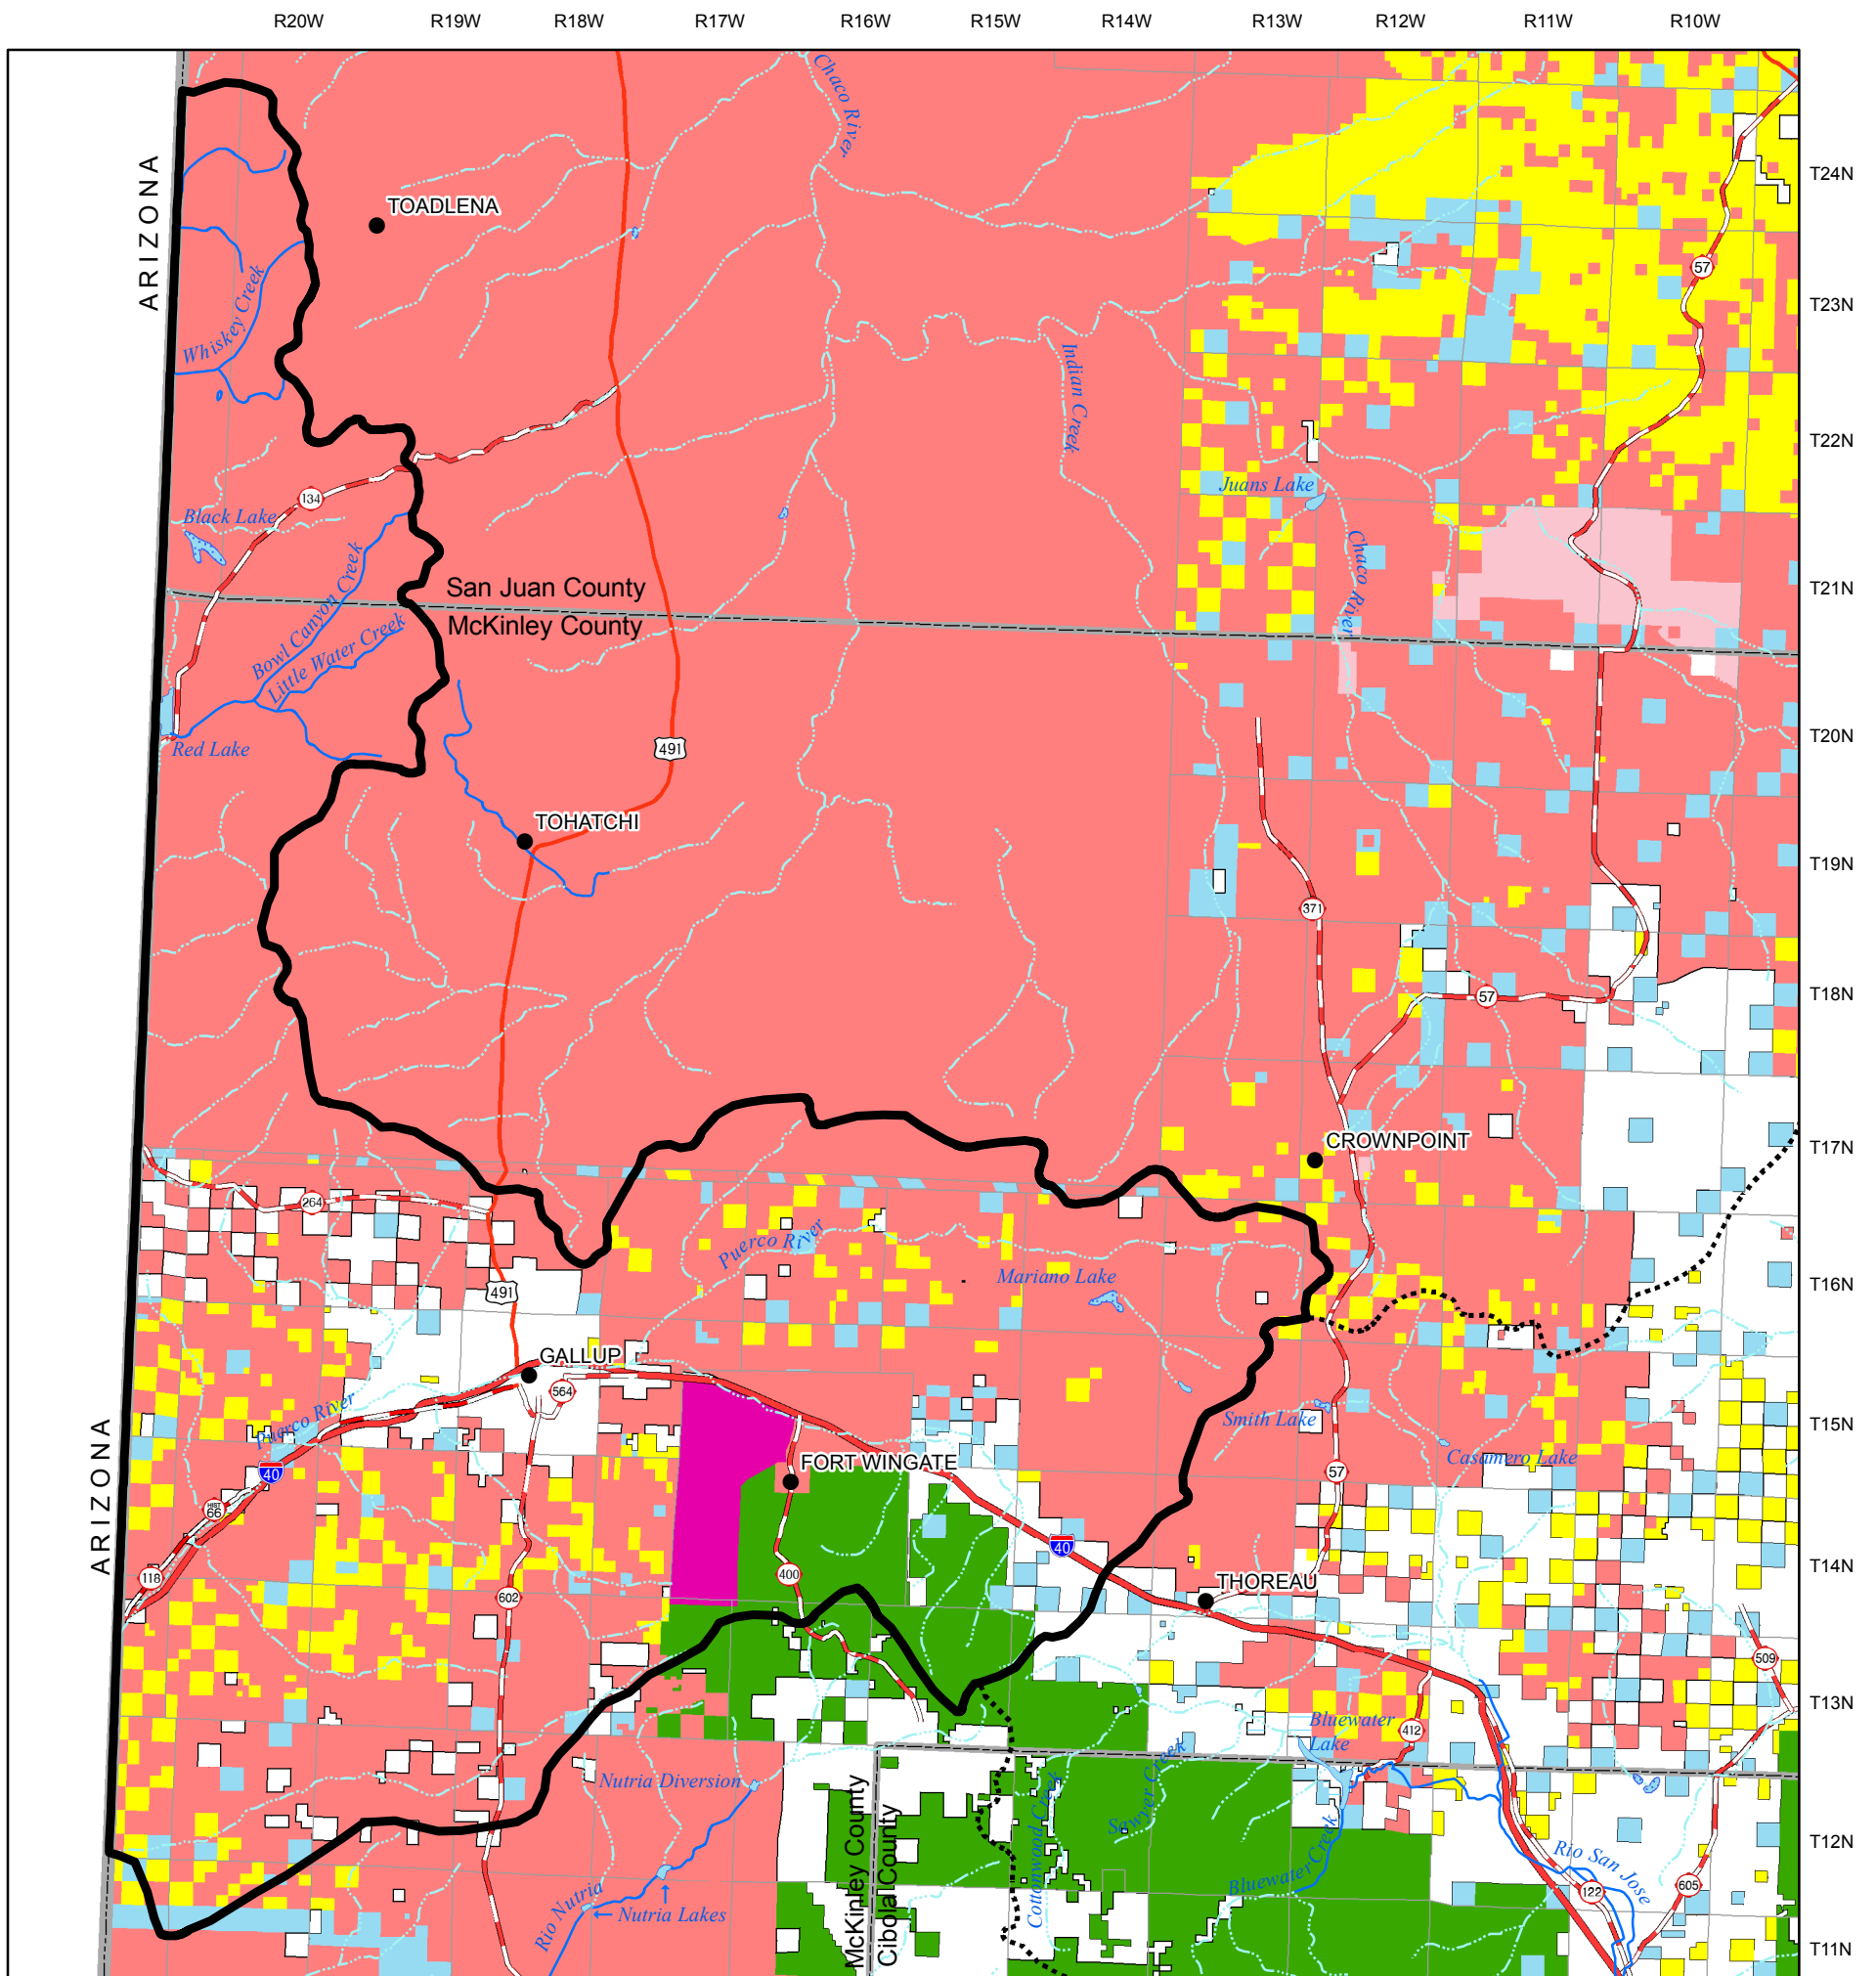 R20W R19W R18W R17W R16W R15W R14W R13W R12W R11W R10W
Chaco River
T24N
ARIZONA
TOADLENA
57
Whiskey Creek
T23N
Indian Creek
T22N
134
Juans Lake
Black Lake
Chaco River
Bowl Canyon Creek
San Juan County
T21N
McKinley County
Little Water Creek
Red Lake
491
T20N
TOHATCHI
T19N
371
57
T18N
CROWNPOINT
T17N
264
Puerco River
Mariano Lake
T16N
491
GALLUP
564
Puerco River
Smith Lake
T15N
ARIZONA
40
FORT WINGATE
57
Casamero Lake
HIST
66
40
118
400
T14N
602
THOREAU
509
T13N
Bluewater
Lake
412
Nutria Diversion
McKinley County
Cibola County
Cottonwood Creek
Sawyer Creek
Bluewater Creek
T12N
Rio San Jose
122
605
Rio Nutria
← Nutria Lakes
↑
T11N